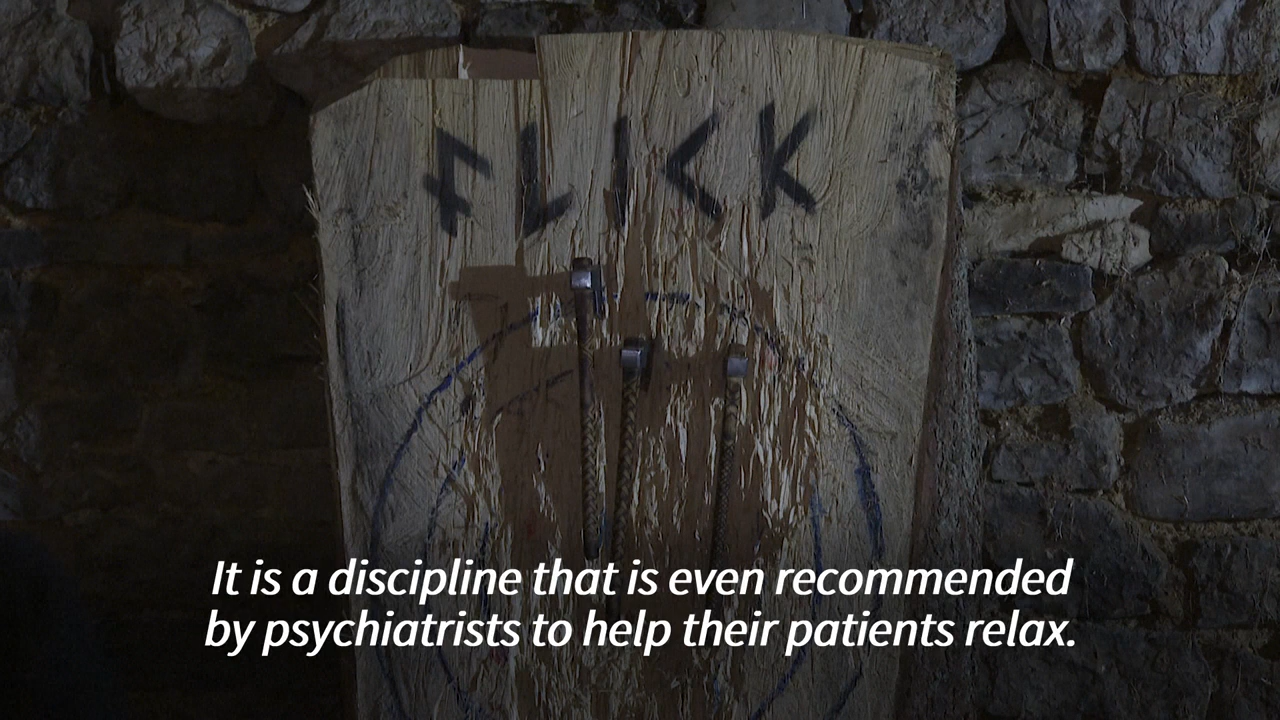 FLICK
It is a discipline that is even recommended
by psychiatrists to help their patients relax.